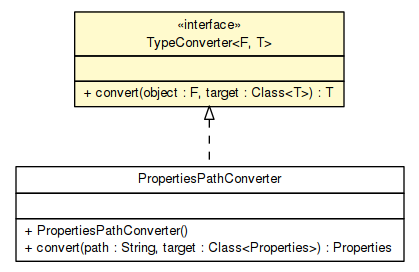 «interface»
TypeConverter<F, T>
+ convert(object : F, target : Class<T>) : T
PropertiesPathConverter
+ PropertiesPathConverter()
+ convert(path : String, target : Class<Properties>) : Properties